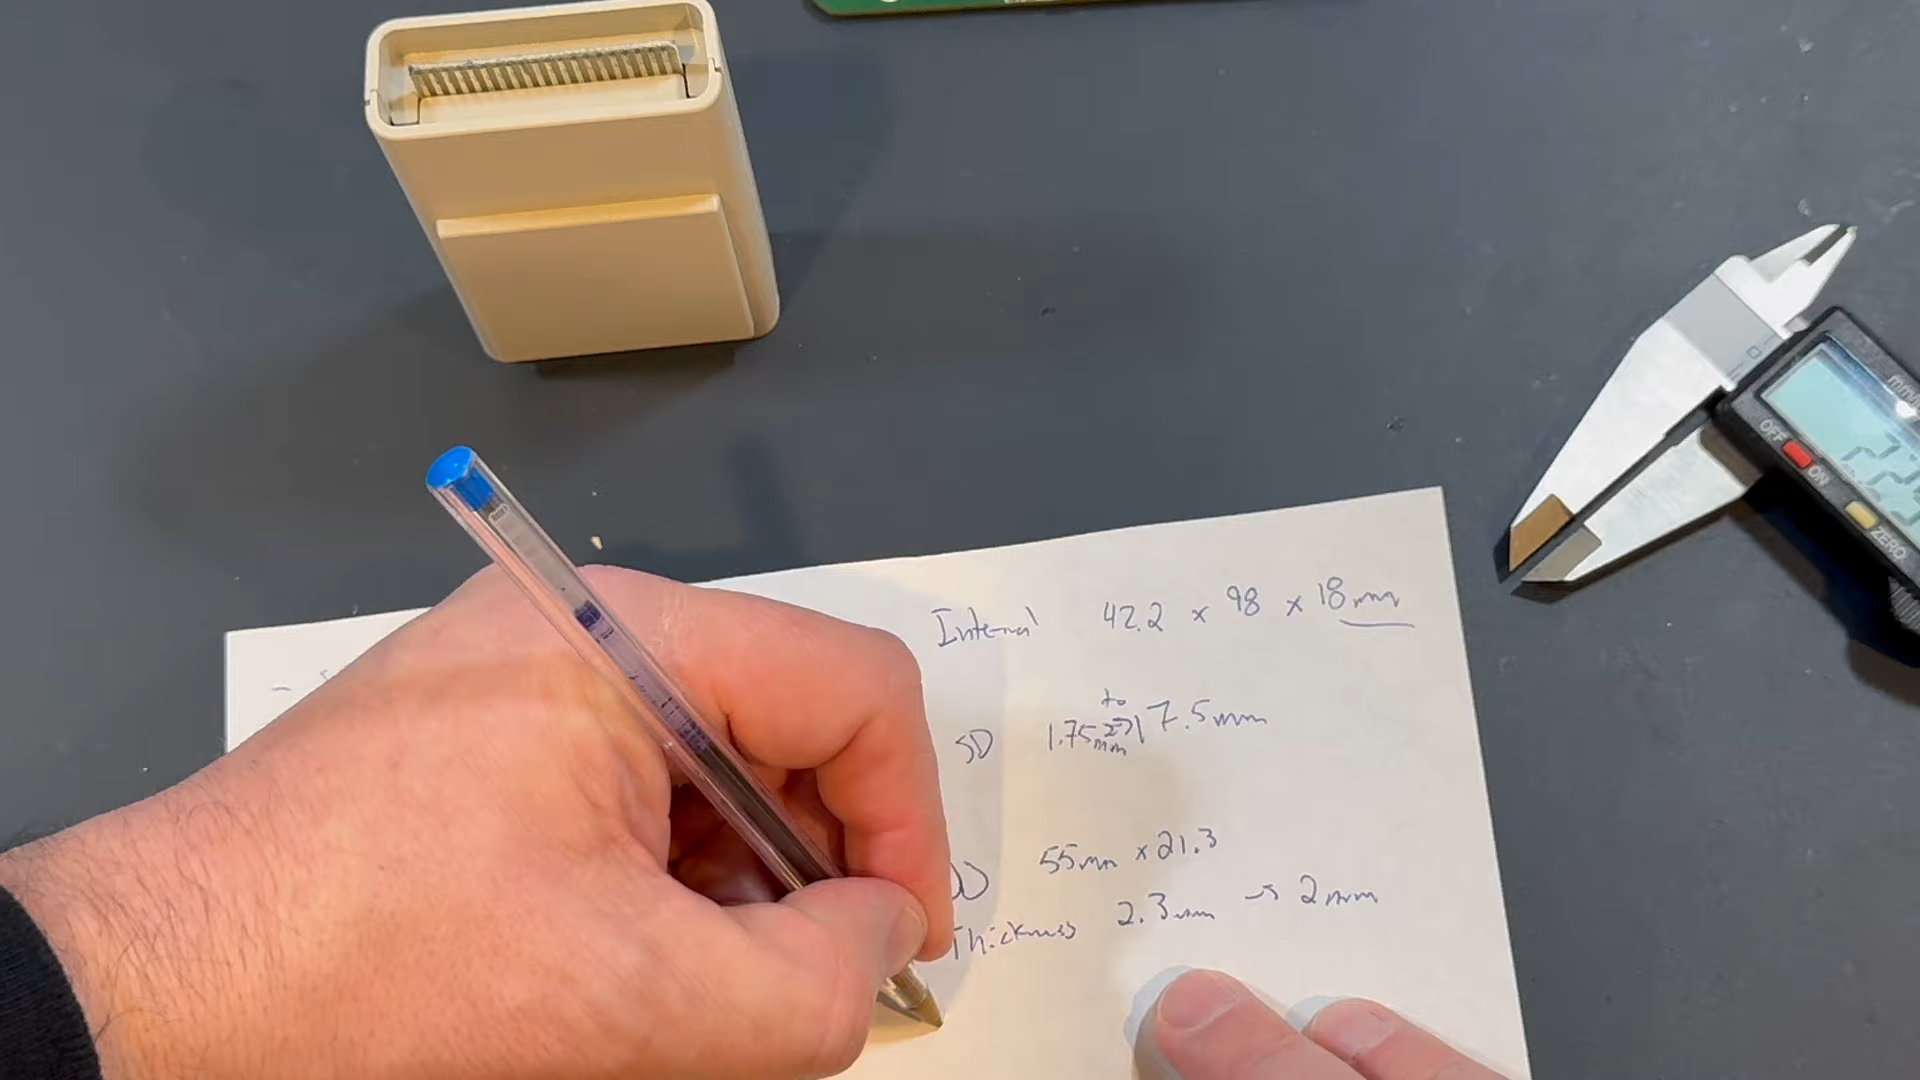 Internal 42.2 x 98 x 18mm
to
SD 1.75mm 17.5mm
55mm x 21.3
Thickness 2.3mm → 2mm
mm/
OFF
ON
ZERO